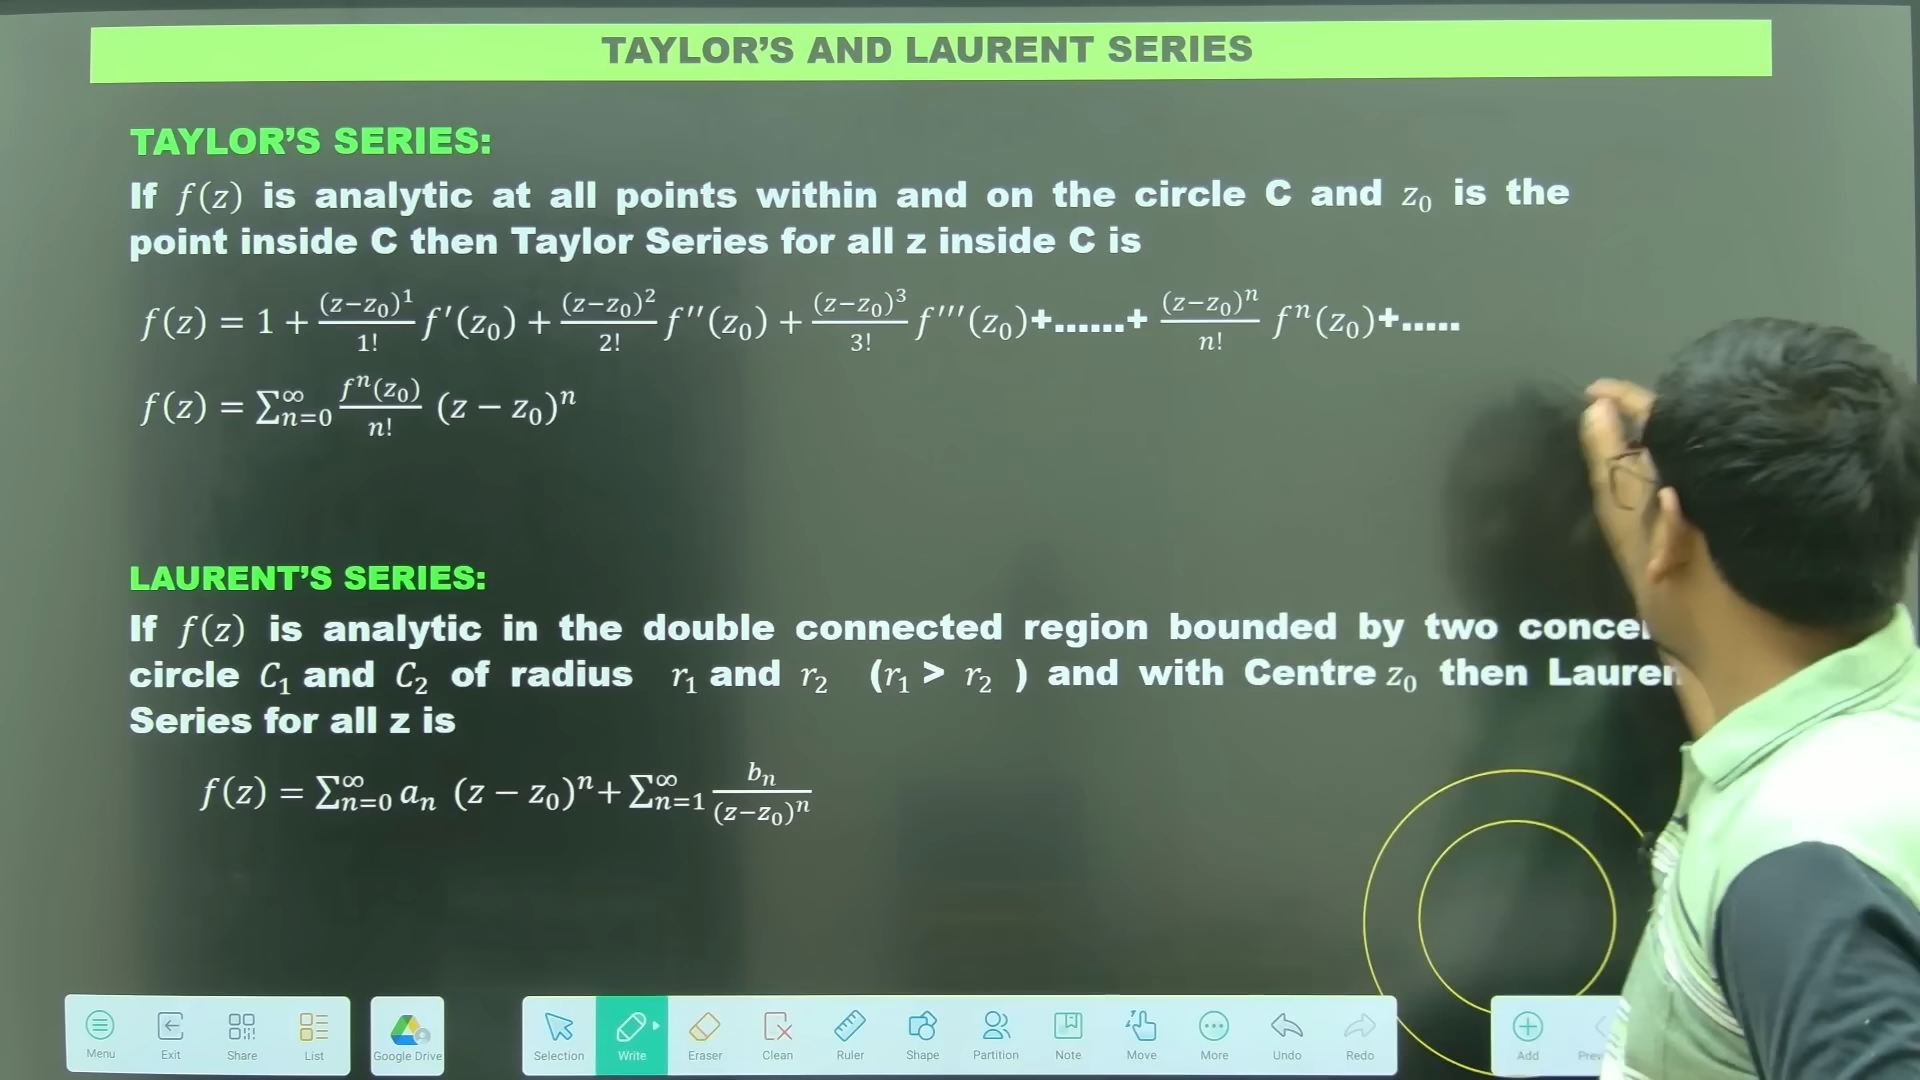 TAYLOR'S AND LAURENT SERIES
TAYLOR'S SERIES:
If f(z) is analytic at all points within and on the circle C and z₀ is the
point inside C then Taylor Series for all z inside C is
f(z) = 1 + (z−z₀)¹/1! f′(z₀) + (z−z₀)²/2! f′′(z₀) + (z−z₀)³/3! f′′′(z₀)+......+ (z−z₀)ⁿ/n! fⁿ(z₀)+.....
f(z) = ∑ₙ₌₀^∞ fⁿ(z₀)/n! (z − z₀)ⁿ
LAURENT'S SERIES:
If f(z) is analytic in the double connected region bounded by two
circle C₁ and C₂ of radius r₁ and r₂ (r₁ > r₂ ) and with Centre z₀ then
Series for all z is
f(z) = ∑ₙ₌₀^∞ aₙ (z − z₀)ⁿ+ ∑ₙ₌₁^∞ bₙ/(z−z₀)ⁿ
Menu Exit Share List Google Drive Selection Write Eraser Clean Ruler Shape Partition Note Move More Undo Redo Add